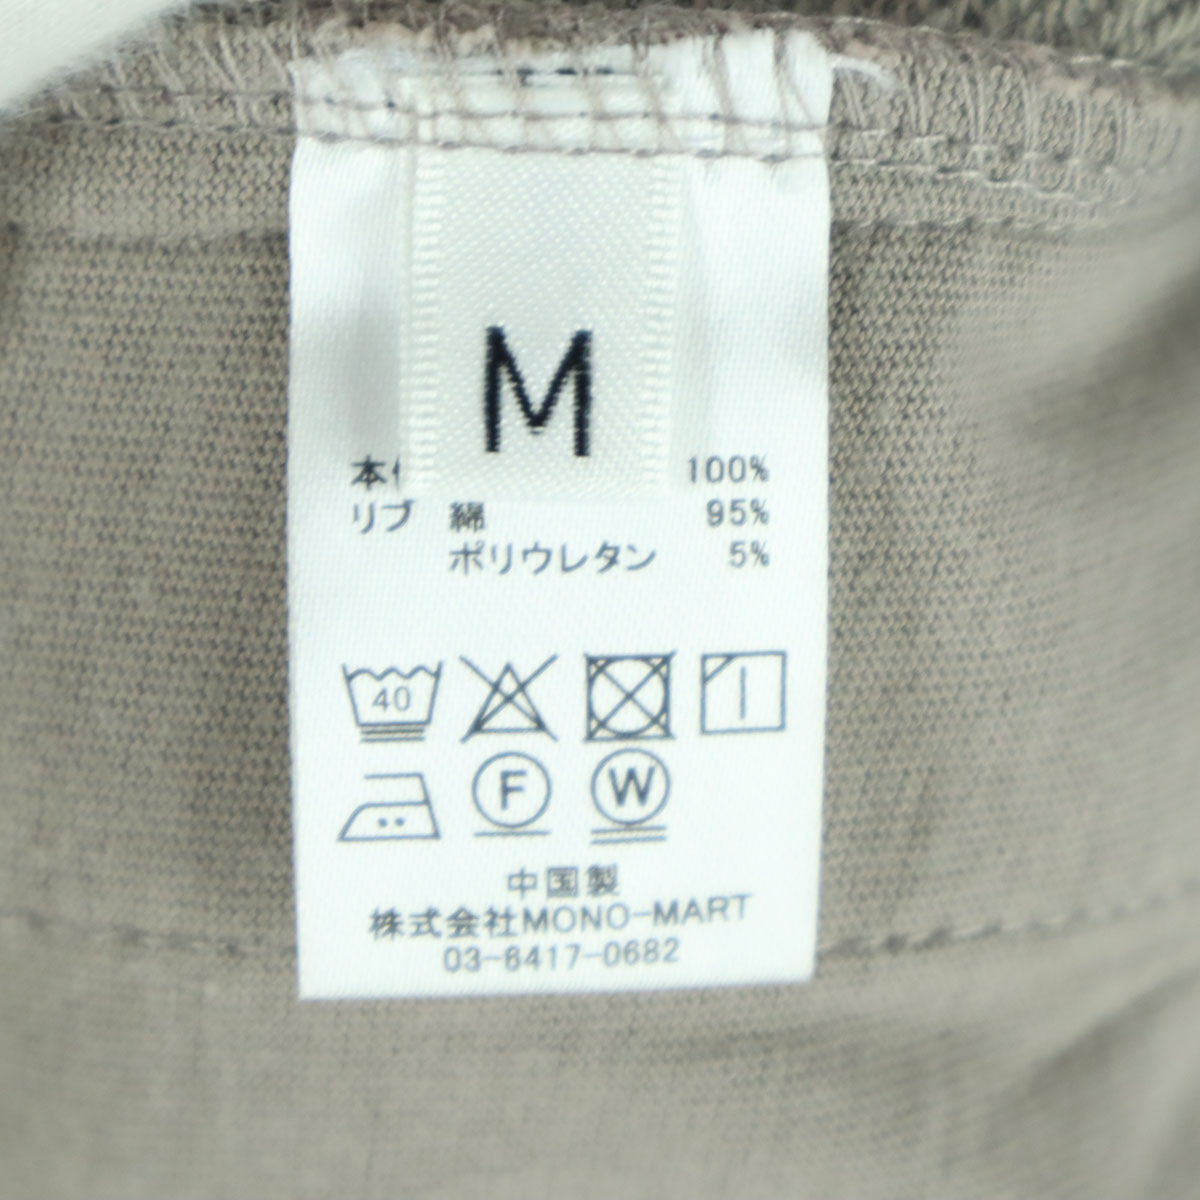 M
本 100%
リブ 綿 95%
ポリウレタン 5%
40
F W
中国製
株式会社MONO-MART
03-6417-0682